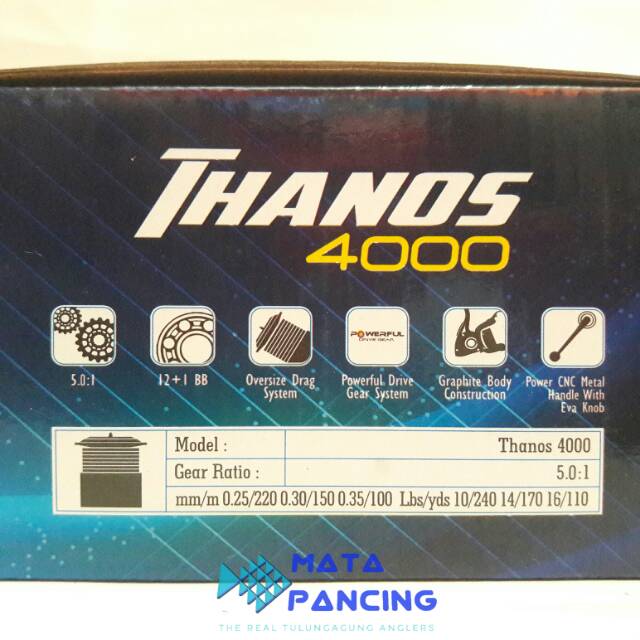 THANOS
4000
5.0:1
12+1 BB
Oversize Drag
System
POWERFUL
DRIVE GEAR
Powerful Drive
Gear System
Graphite Body
Construction
Power CNC Metal
Handle With
Eva Knob
Model : Thanos 4000
Gear Ratio : 5.0:1
mm/m 0.25/220 0.30/150 0.35/100 Lbs/yds 10/240 14/170 16/110
MATA
PANCING
THE REAL TULUNGAGUNG ANGLERS